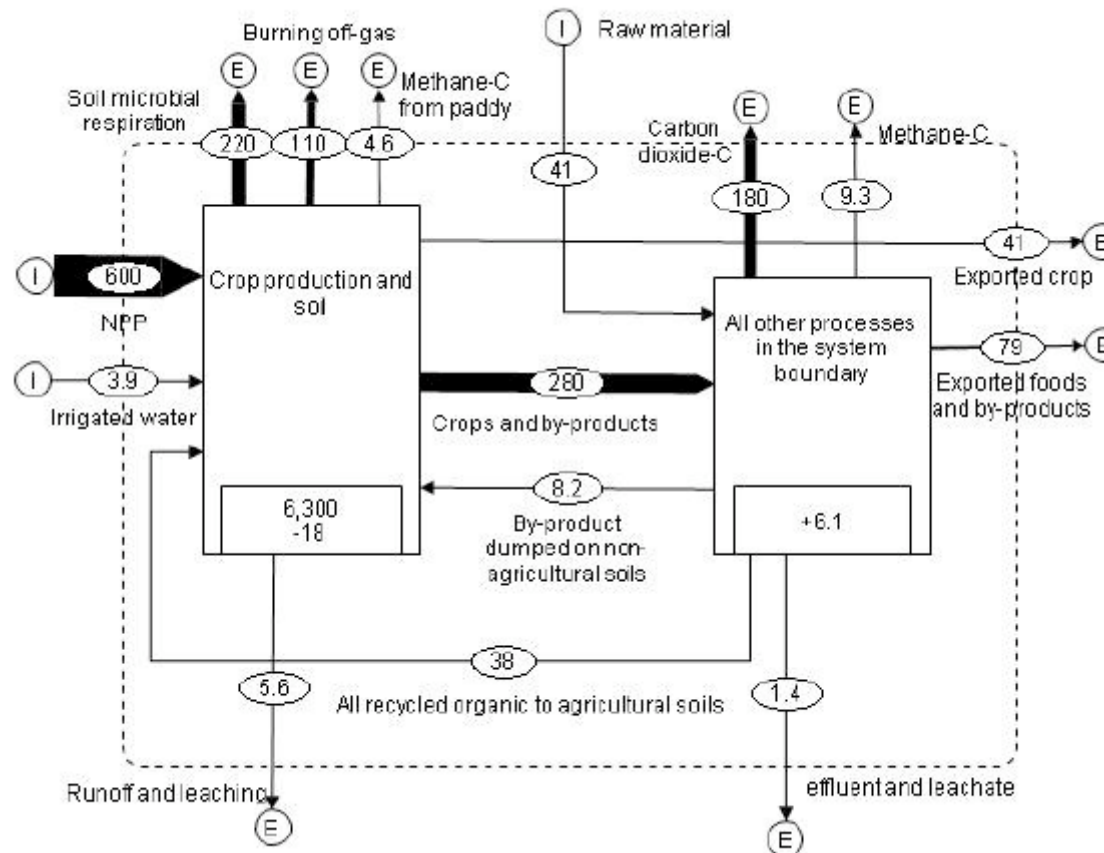 Burning off-gas
I
Raw material
E
E
E
Methane-C
from paddy
Soil microbial
respiration
220
110
4.6
E
E
Carbon
dioxide-C
Methane-C
41
180
9.3
41
E
Exported crop
I
600
NPP
Crop production and
sol
All other processes
in the system
boundary
79
E
Exported foods
and by-products
I
3.9
Irrigated water
280
Crops and by-products
8.2
By-product
dumped on non-
agricultural soils
6,300
-18
+6.1
38
5.6
All recycled organic to agricultural soils
1.4
Runoff and leaching
effluent and leachate
E
E